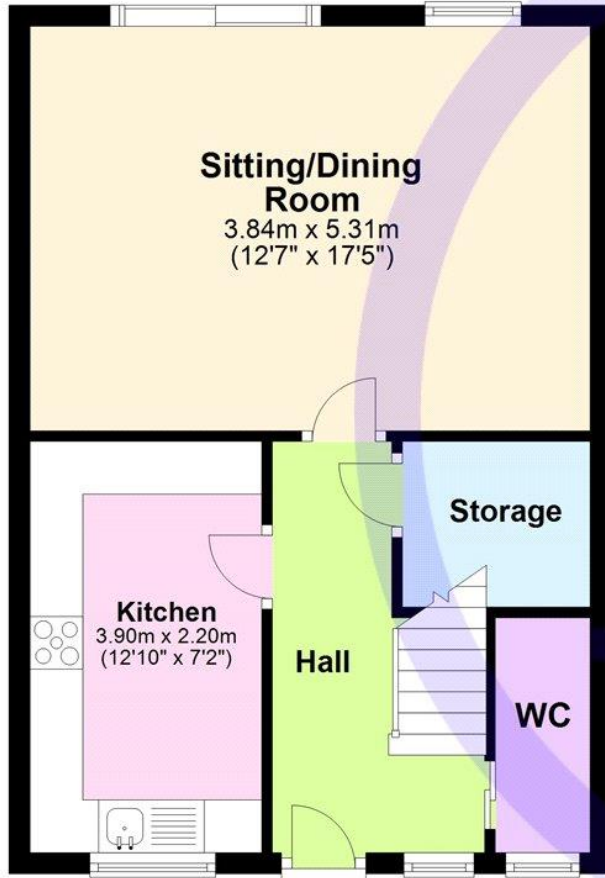 Sitting/Dining
Room
3.84m x 5.31m
(12'7" x 17'5")
Storage
Kitchen
3.90m x 2.20m
(12'10" x 7'2")
Hall
WC